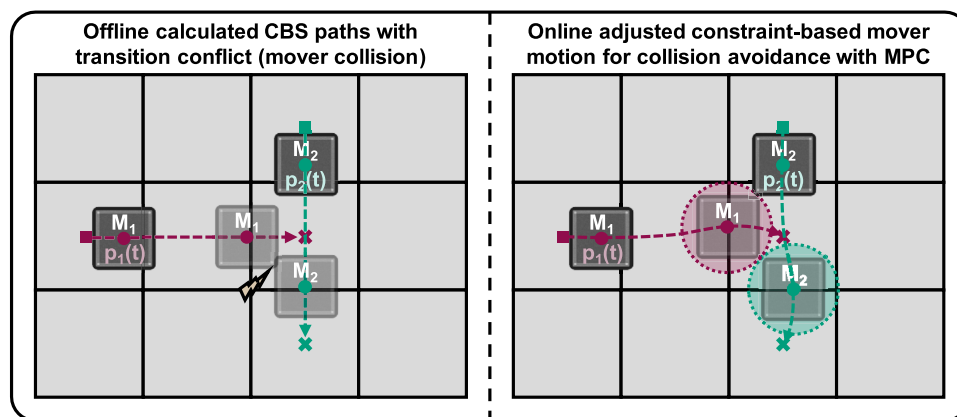 Offline calculated CBS paths with
transition conflict (mover collision)
M₂
p₂(t)
M₁
p₁(t)
M₁
M₂
Online adjusted constraint-based mover
motion for collision avoidance with MPC
M₂
p₂(t)
M₁
M₁
p₁(t)
M₂